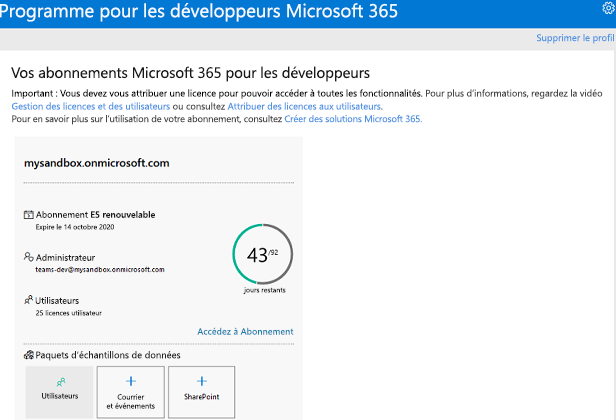 Programme pour les développeurs Microsoft 365
Supprimer le profil
Vos abonnements Microsoft 365 pour les développeurs
Important : Vous devez vous attribuer une licence pour pouvoir accéder à toutes les fonctionnalités. Pour plus d'informations, regardez la vidéo
Gestion des licences et des utilisateurs ou consultez Attribuer des licences aux utilisateurs.
Pour en savoir plus sur l'utilisation de votre abonnement, consultez Créer des solutions Microsoft 365.
mysandbox.onmicrosoft.com
Abonnement E5 renouvelable
Expire le 14 octobre 2020
43/92
jours restants
Administrateur
teams-dev@mysandbox.onmicrosoft.com
Utilisateurs
25 licences utilisateur
Accédez à Abonnement
Paquets d'échantillons de données
Utilisateurs
Courrier
et événements
SharePoint